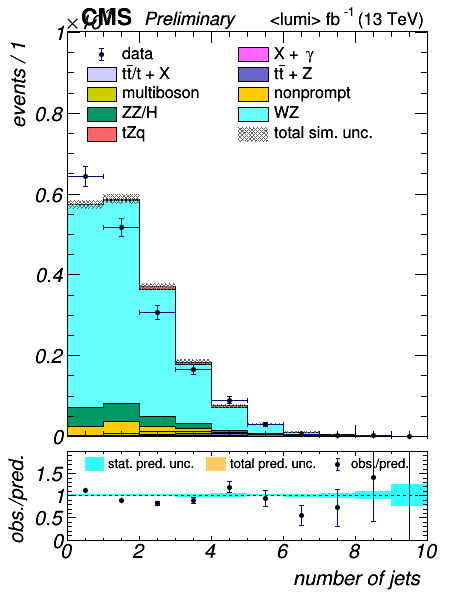 1×10³ CMS Preliminary <lumi> fb⁻¹ (13 TeV)
events / 1
data X + γ
tt̄/t + X tt̄ + Z
multiboson nonprompt
ZZ/H WZ
tZ̄q total sim. unc.
0.8
0.6
0.4
0.2
0
obs./pred.
stat. pred. unc. total pred. unc. obs./pred.
1.5
1
0.5
0
0 2 4 6 8 10
number of jets